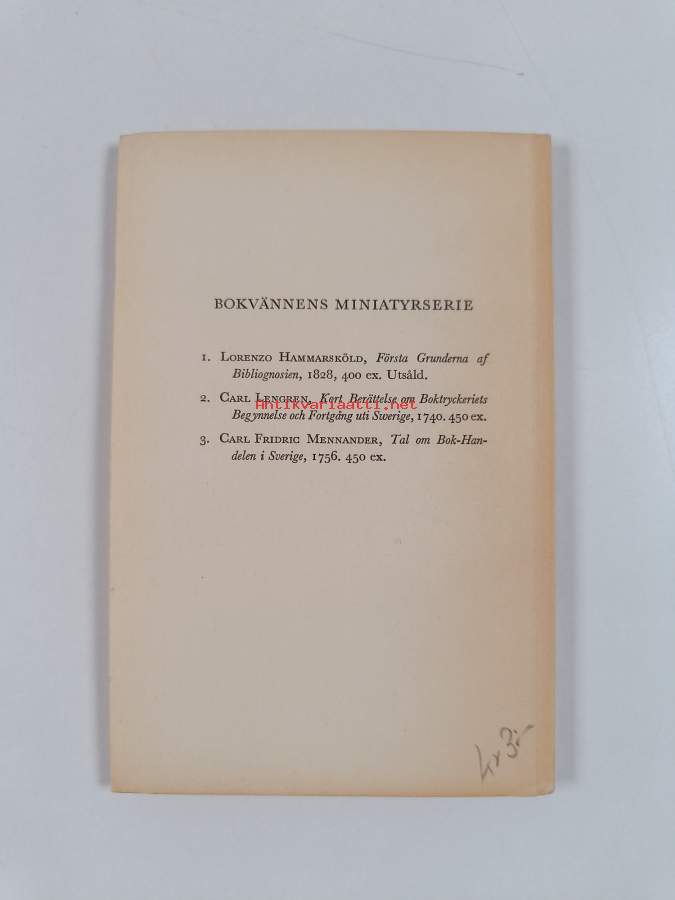 BOKVÄNNENS MINIATYRSERIE
1. LORENZO HAMMARSKÖLD, Första Grunderna af
Bibliognosien, 1828, 400 ex. Utsåld.
2. CARL LENGREN, Kort Berättelse om Boktryckeriets
Antikvariaatti.net
Begynnelse och Fortgång uti Swerige, 1740. 450 ex.
3. CARL FRIDRIC MENNANDER, Tal om Bok-Han-
delen i Sverige, 1756. 450 ex.
kr 3:-